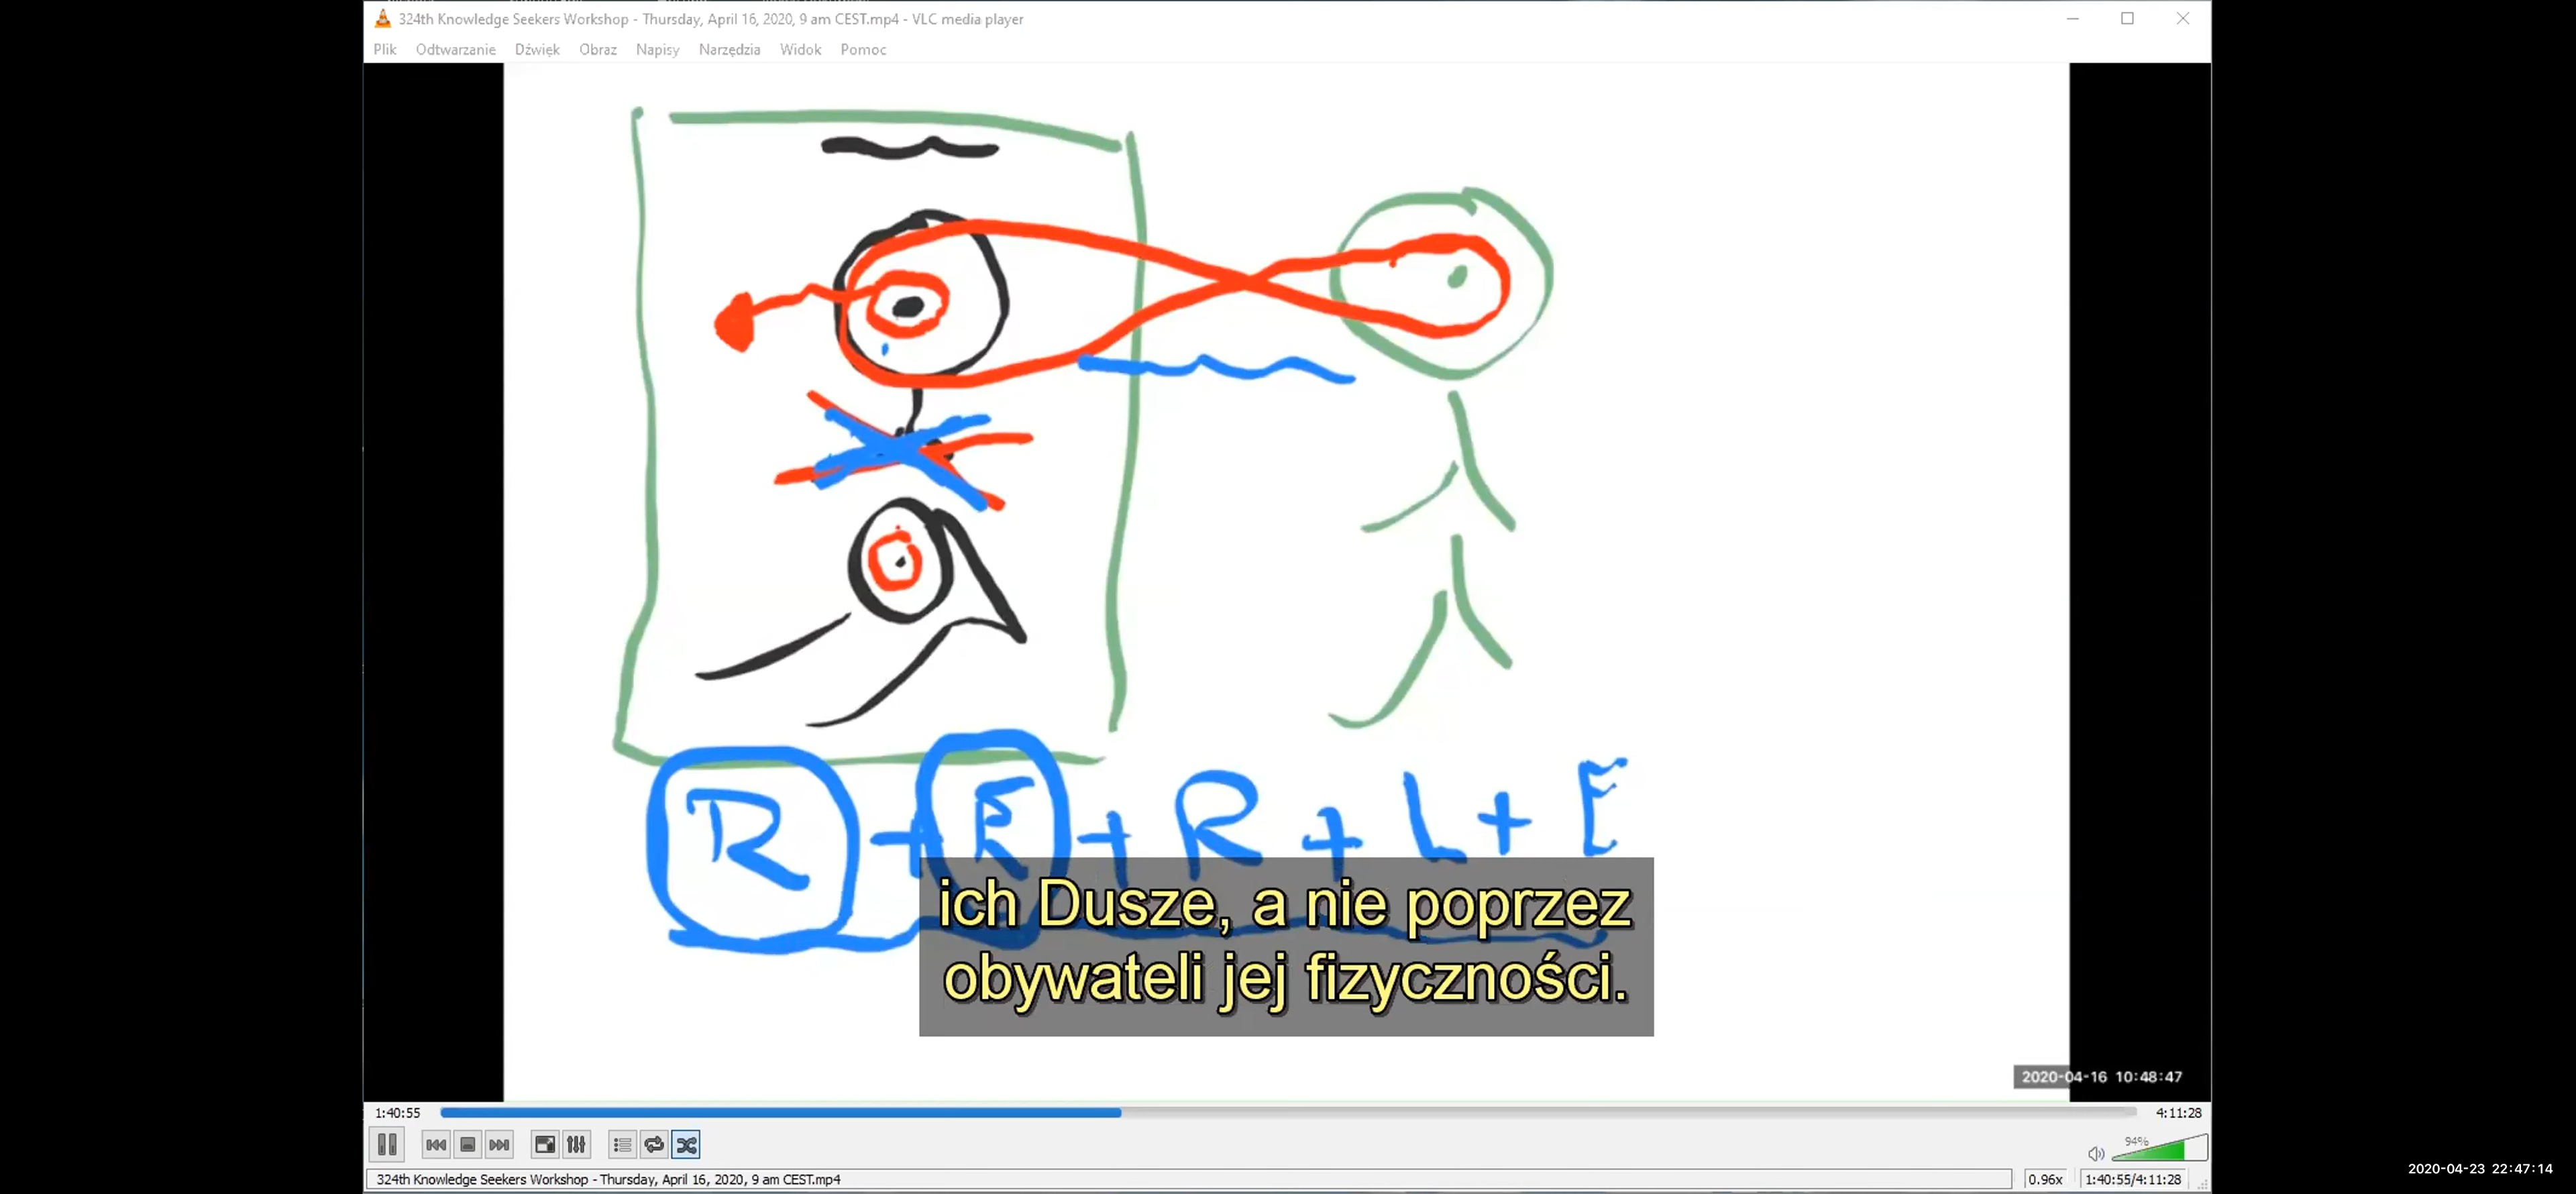 324th Knowledge Seekers Workshop - Thursday, April 16, 2020, 9 am CEST.mp4 - VLC media player
Plik Odtwarzanie Dźwięk Obraz Napisy Narzędzia Widok Pomoc
R + E + R + L + E
ich Dusze, a nie poprzez
obywateli jej fizyczności.
2020-04-16 10:48:47
1:40:55 4:11:28
94%
324th Knowledge Seekers Workshop - Thursday, April 16, 2020, 9 am CEST.mp4 0.96x 1:40:55/4:11:28
2020-04-23 22:47:14